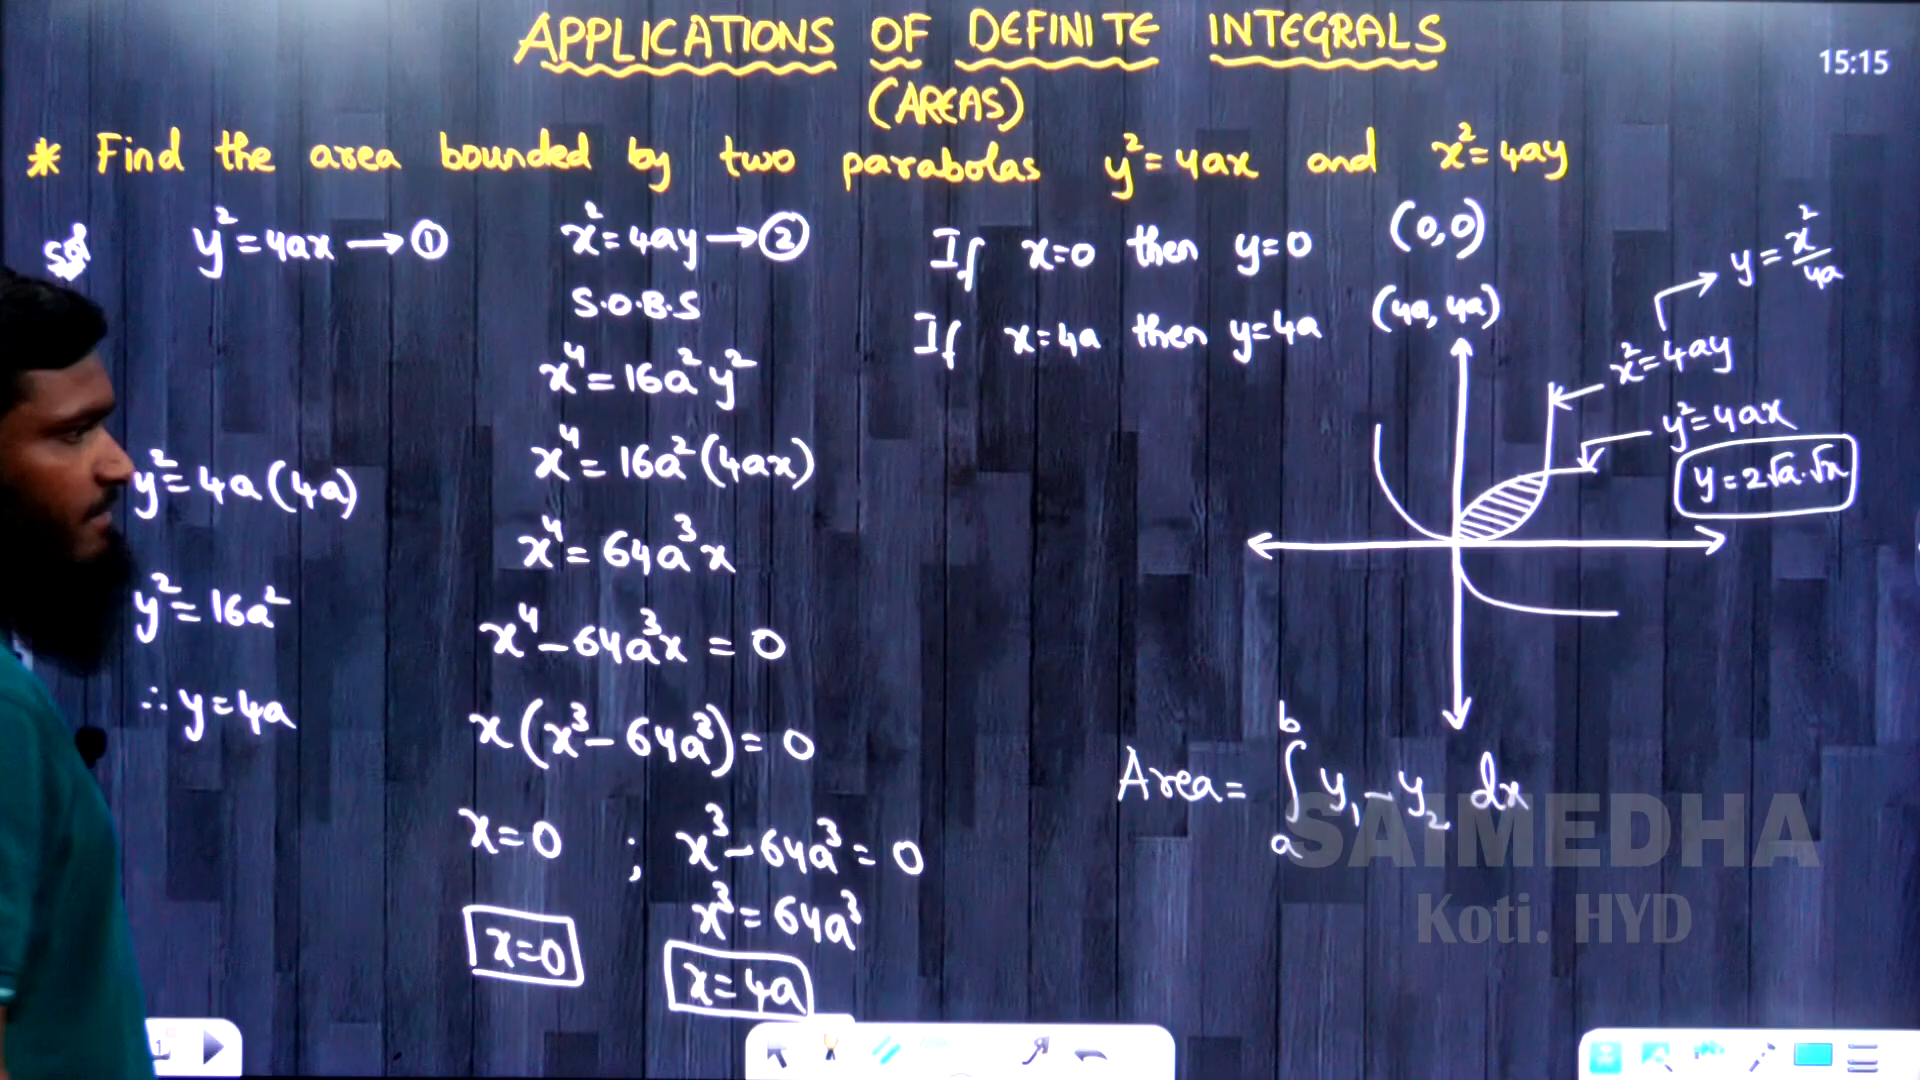 APPLICATIONS OF DEFINITE INTEGRALS
15:15
(AREAS)
* Find the area bounded by two parabolas y²=4ax and x²=4ay
Sol
y²=4ax → ①
y²=4a(4a)
y²=16a²
∴ y=4a
x²=4ay → ②
S.O.B.S
x⁴=16a²y²
x⁴=16a²(4ax)
x⁴=64a³x
x⁴-64a³x=0
x(x³-64a³)=0
x=0 ; x³-64a³=0
x³=64a³
x=0
x=4a
If x=0 then y=0 (0,0)
If x=4a then y=4a (4a,4a)
y=x²/4a
x²=4ay
y²=4ax
y=2√a.√x
Area= ∫ₐᵇ y₁-y₂ dx
SAIMEDHA
Koti. HYD
1